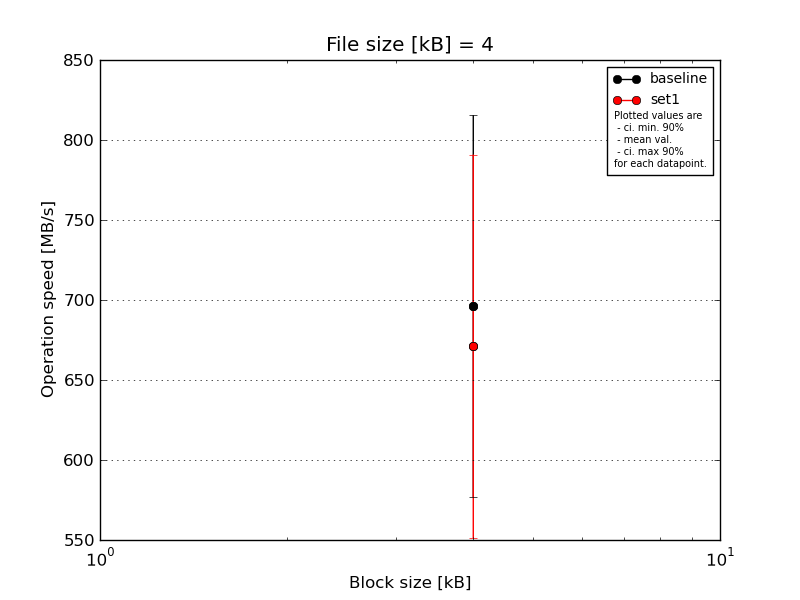 File size [kB] = 4
850
800
750
700
650
600
550
Operation speed [MB/s]
baseline
set1
Plotted values are
- ci. min. 90%
- mean val.
- ci. max 90%
for each datapoint.
10^0
10^1
Block size [kB]